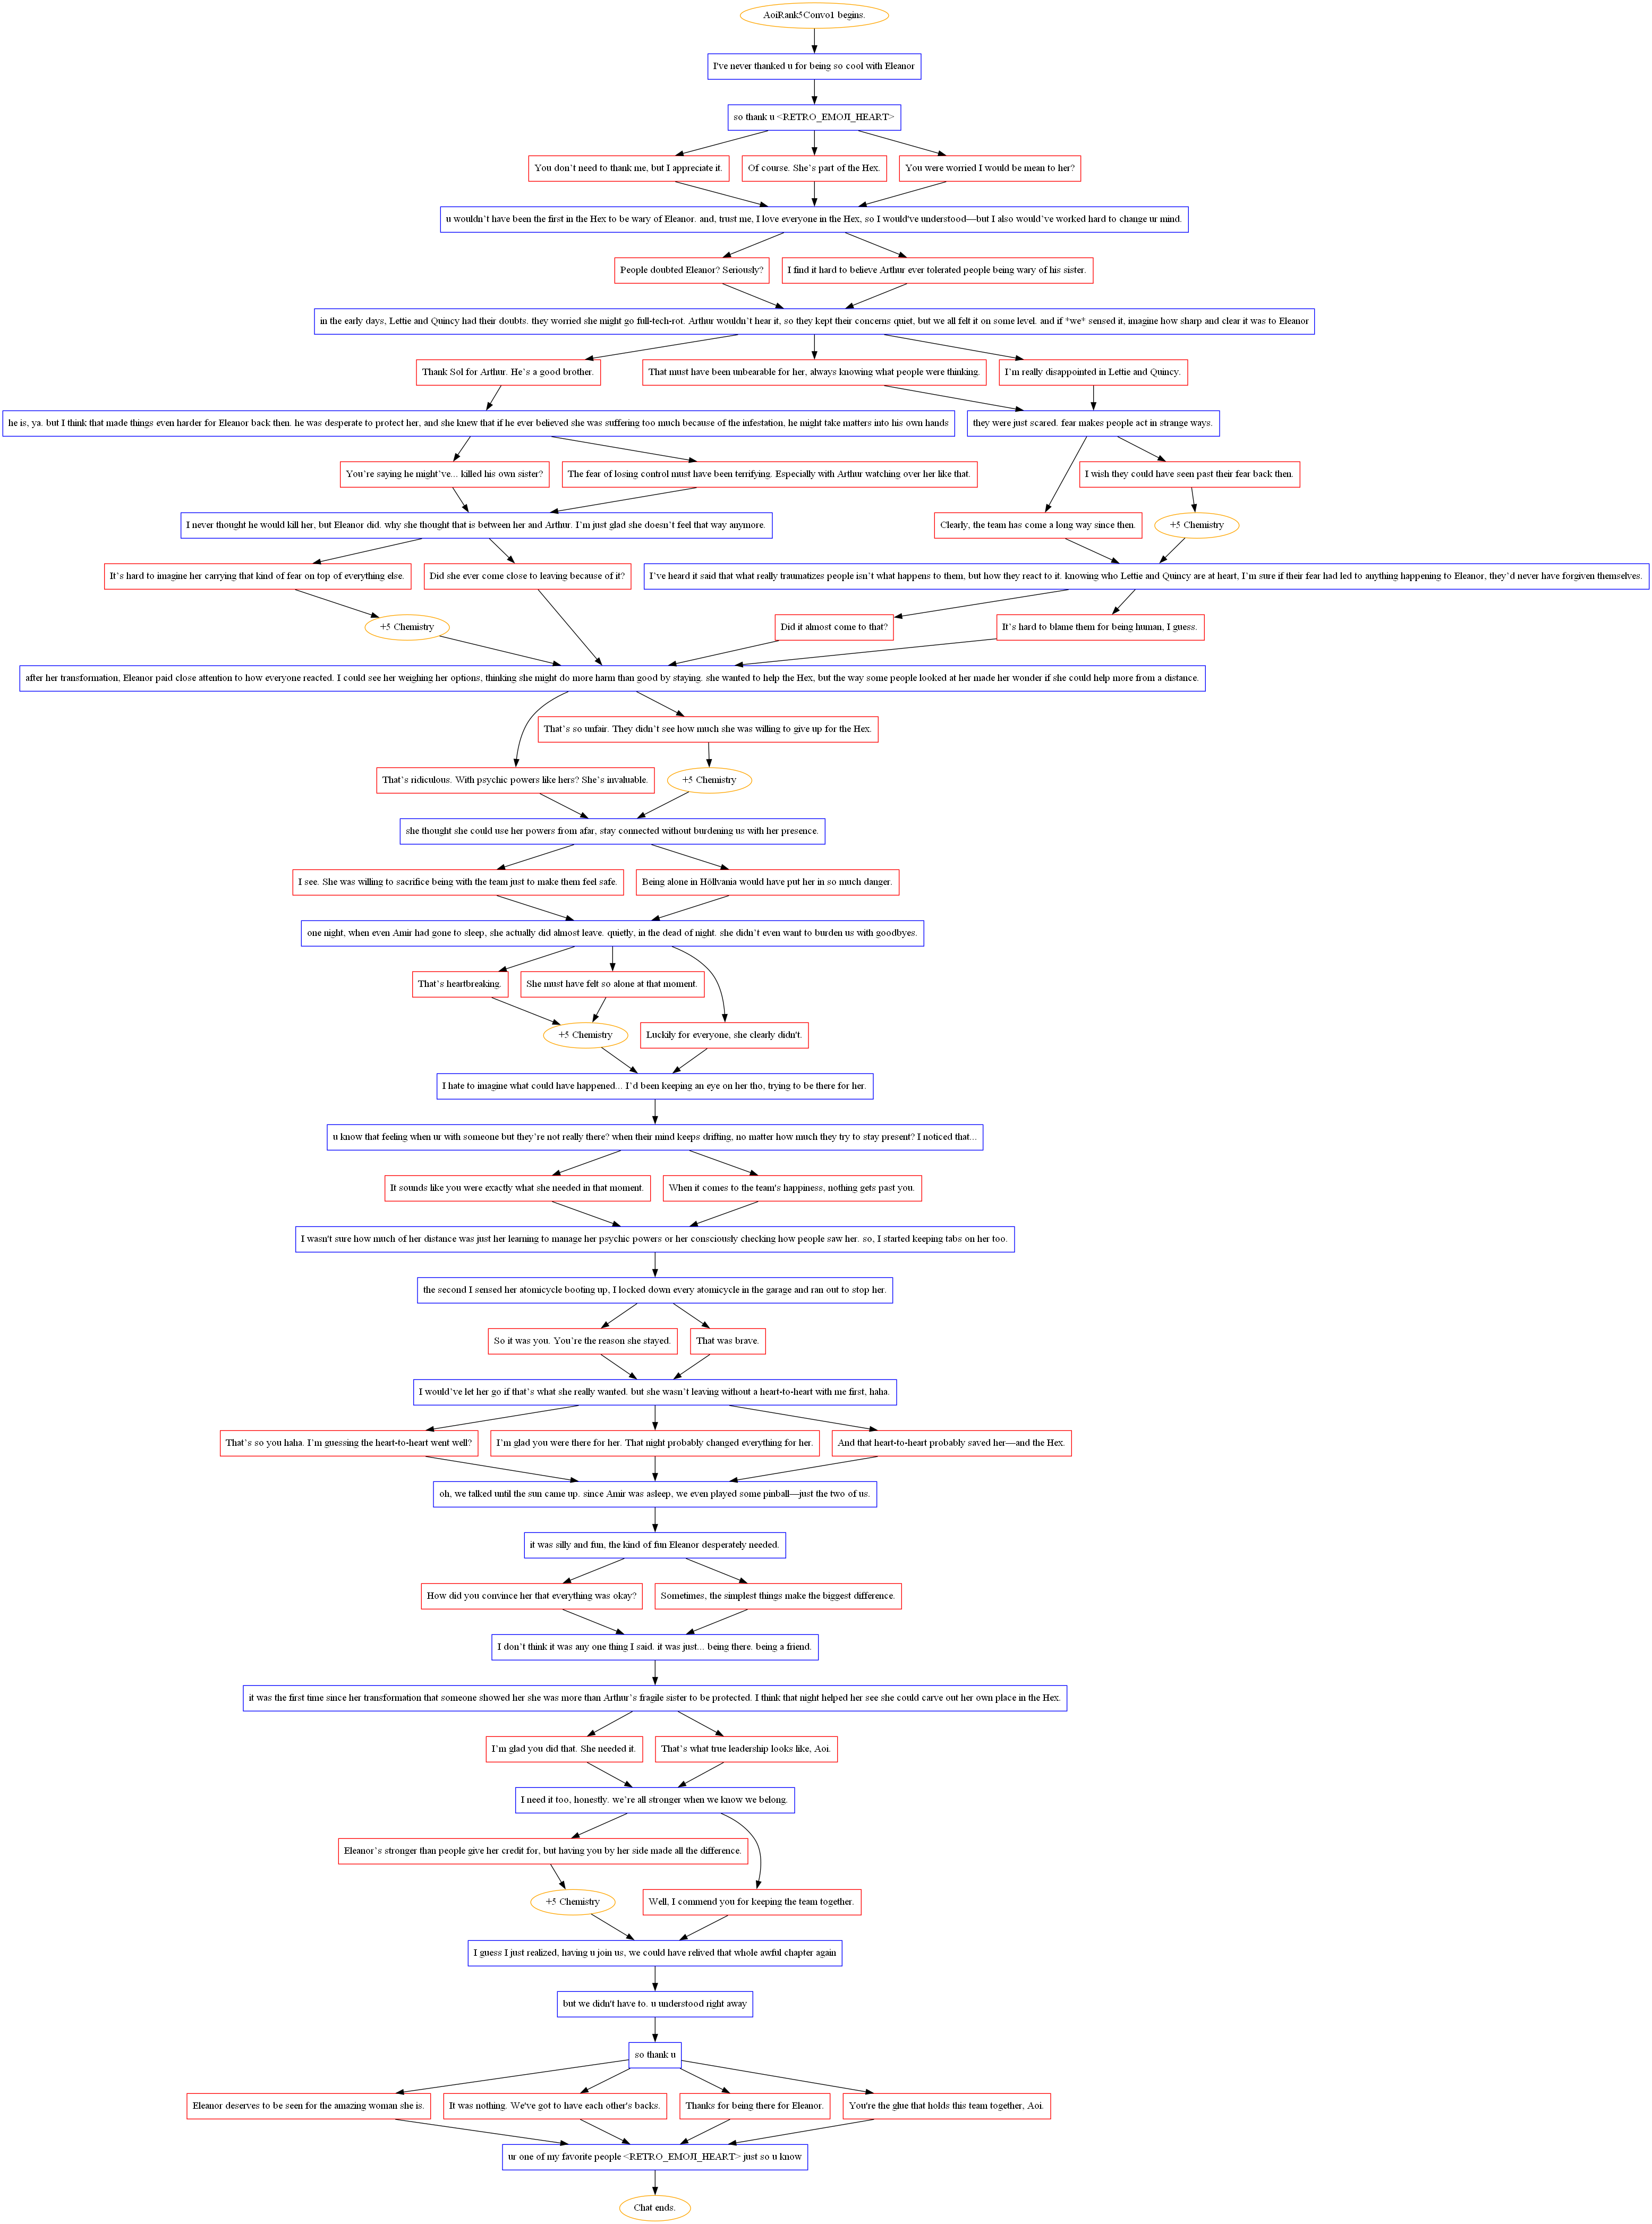 AoiRank5Convo1 begins.
I've never thanked u for being so cool with Eleanor
so thank u <RETRO_EMOJI_HEART>
You don't need to thank me, but I appreciate it.
Of course. She's part of the Hex.
You were worried I would be mean to her?
u wouldn't have been the first in the Hex to be wary of Eleanor. and, trust me, I love everyone in the Hex, so I would've understood—but I also would've worked hard to change ur mind.
People doubted Eleanor? Seriously?
I find it hard to believe Arthur ever tolerated people being wary of his sister.
in the early days, Lettie and Quincy had their doubts. they worried she might go full-tech-rot. Arthur wouldn't hear it, so they kept their concerns quiet, but we all felt it on some level. and if *we* sensed it, imagine how sharp and clear it was to Eleanor
Thank Sol for Arthur. He's a good brother.
That must have been unbearable for her, always knowing what people were thinking.
I'm really disappointed in Lettie and Quincy.
he is, ya. but I think that made things even harder for Eleanor back then. he was desperate to protect her, and she knew that if he ever believed she was suffering too much because of the infestation, he might take matters into his own hands
they were just scared. fear makes people act in strange ways.
You're saying he might've... killed his own sister?
The fear of losing control must have been terrifying. Especially with Arthur watching over her like that.
I wish they could have seen past their fear back then.
I never thought he would kill her, but Eleanor did. why she thought that is between her and Arthur. I'm just glad she doesn't feel that way anymore.
Clearly, the team has come a long way since then.
+5 Chemistry
It's hard to imagine her carrying that kind of fear on top of everything else.
Did she ever come close to leaving because of it?
I've heard it said that what really traumatizes people isn't what happens to them, but how they react to it. knowing who Lettie and Quincy are at heart, I'm sure if their fear had led to anything happening to Eleanor, they'd never have forgiven themselves.
+5 Chemistry
Did it almost come to that?
It's hard to blame them for being human, I guess.
after her transformation, Eleanor paid close attention to how everyone reacted. I could see her weighing her options, thinking she might do more harm than good by staying. she wanted to help the Hex, but the way some people looked at her made her wonder if she could help more from a distance.
That's so unfair. They didn't see how much she was willing to give up for the Hex.
That's ridiculous. With psychic powers like hers? She's invaluable.
+5 Chemistry
she thought she could use her powers from afar, stay connected without burdening us with her presence.
I see. She was willing to sacrifice being with the team just to make them feel safe.
Being alone in Höllvania would have put her in so much danger.
one night, when even Amir had gone to sleep, she actually did almost leave. quietly, in the dead of night. she didn't even want to burden us with goodbyes.
That's heartbreaking.
She must have felt so alone at that moment.
+5 Chemistry
Luckily for everyone, she clearly didn't.
I hate to imagine what could have happened... I'd been keeping an eye on her tho, trying to be there for her.
u know that feeling when ur with someone but they're not really there? when their mind keeps drifting, no matter how much they try to stay present? I noticed that...
It sounds like you were exactly what she needed in that moment.
When it comes to the team's happiness, nothing gets past you.
I wasn't sure how much of her distance was just her learning to manage her psychic powers or her consciously checking how people saw her. so, I started keeping tabs on her too.
the second I sensed her atomicycle booting up, I locked down every atomicycle in the garage and ran out to stop her.
So it was you. You're the reason she stayed.
That was brave.
I would've let her go if that's what she really wanted. but she wasn't leaving without a heart-to-heart with me first, haha.
That's so you haha. I'm guessing the heart-to-heart went well?
I'm glad you were there for her. That night probably changed everything for her.
And that heart-to-heart probably saved her—and the Hex.
oh, we talked until the sun came up. since Amir was asleep, we even played some pinball—just the two of us.
it was silly and fun, the kind of fun Eleanor desperately needed.
How did you convince her that everything was okay?
Sometimes, the simplest things make the biggest difference.
I don't think it was any one thing I said. it was just... being there. being a friend.
it was the first time since her transformation that someone showed her she was more than Arthur's fragile sister to be protected. I think that night helped her see she could carve out her own place in the Hex.
I'm glad you did that. She needed it.
That's what true leadership looks like, Aoi.
I need it too, honestly. we're all stronger when we know we belong.
Eleanor's stronger than people give her credit for, but having you by her side made all the difference.
+5 Chemistry
Well, I commend you for keeping the team together.
I guess I just realized, having u join us, we could have relived that whole awful chapter again
but we didn't have to. u understood right away
so thank u
Eleanor deserves to be seen for the amazing woman she is.
It was nothing. We've got to have each other's backs.
Thanks for being there for Eleanor.
You're the glue that holds this team together, Aoi.
ur one of my favorite people <RETRO_EMOJI_HEART> just so u know
Chat ends.